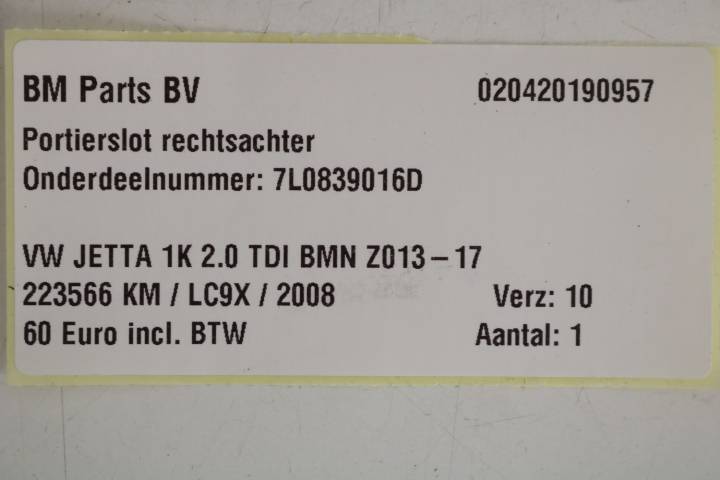 BM Parts BV 020420190957
Portierslot rechtsachter
Onderdeelnummer: 7L0839016D
VW JETTA 1K 2.0 TDI BMN Z013-17
223566 KM / LC9X / 2008 Verz: 10
60 Euro incl. BTW Aantal: 1